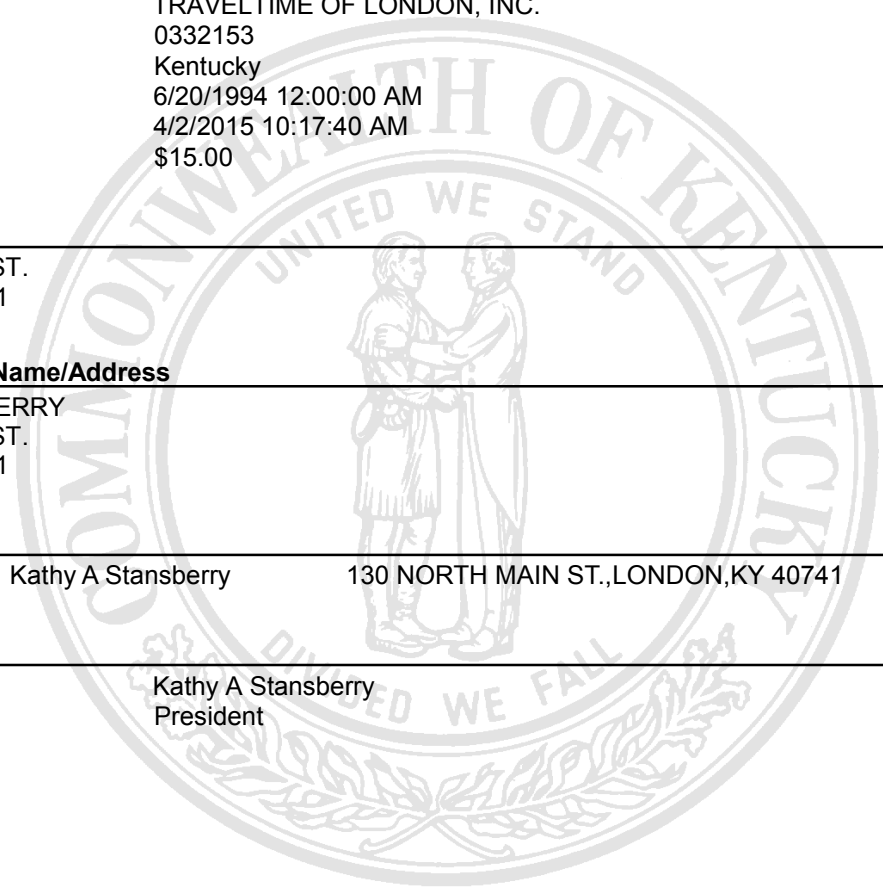 TRAVELTIME OF LONDON, INC.
0332153
Kentucky
6/20/1994 12:00:00 AM
4/2/2015 10:17:40 AM
$15.00
ST.
1
Name/Address
ERRY
ST.
1
Kathy A Stansberry 130 NORTH MAIN ST.,LONDON,KY 40741
Kathy A Stansberry
President
COMMONWEALTH OF KENTUCKY
UNITED WE STAND
DIVIDED WE FALL